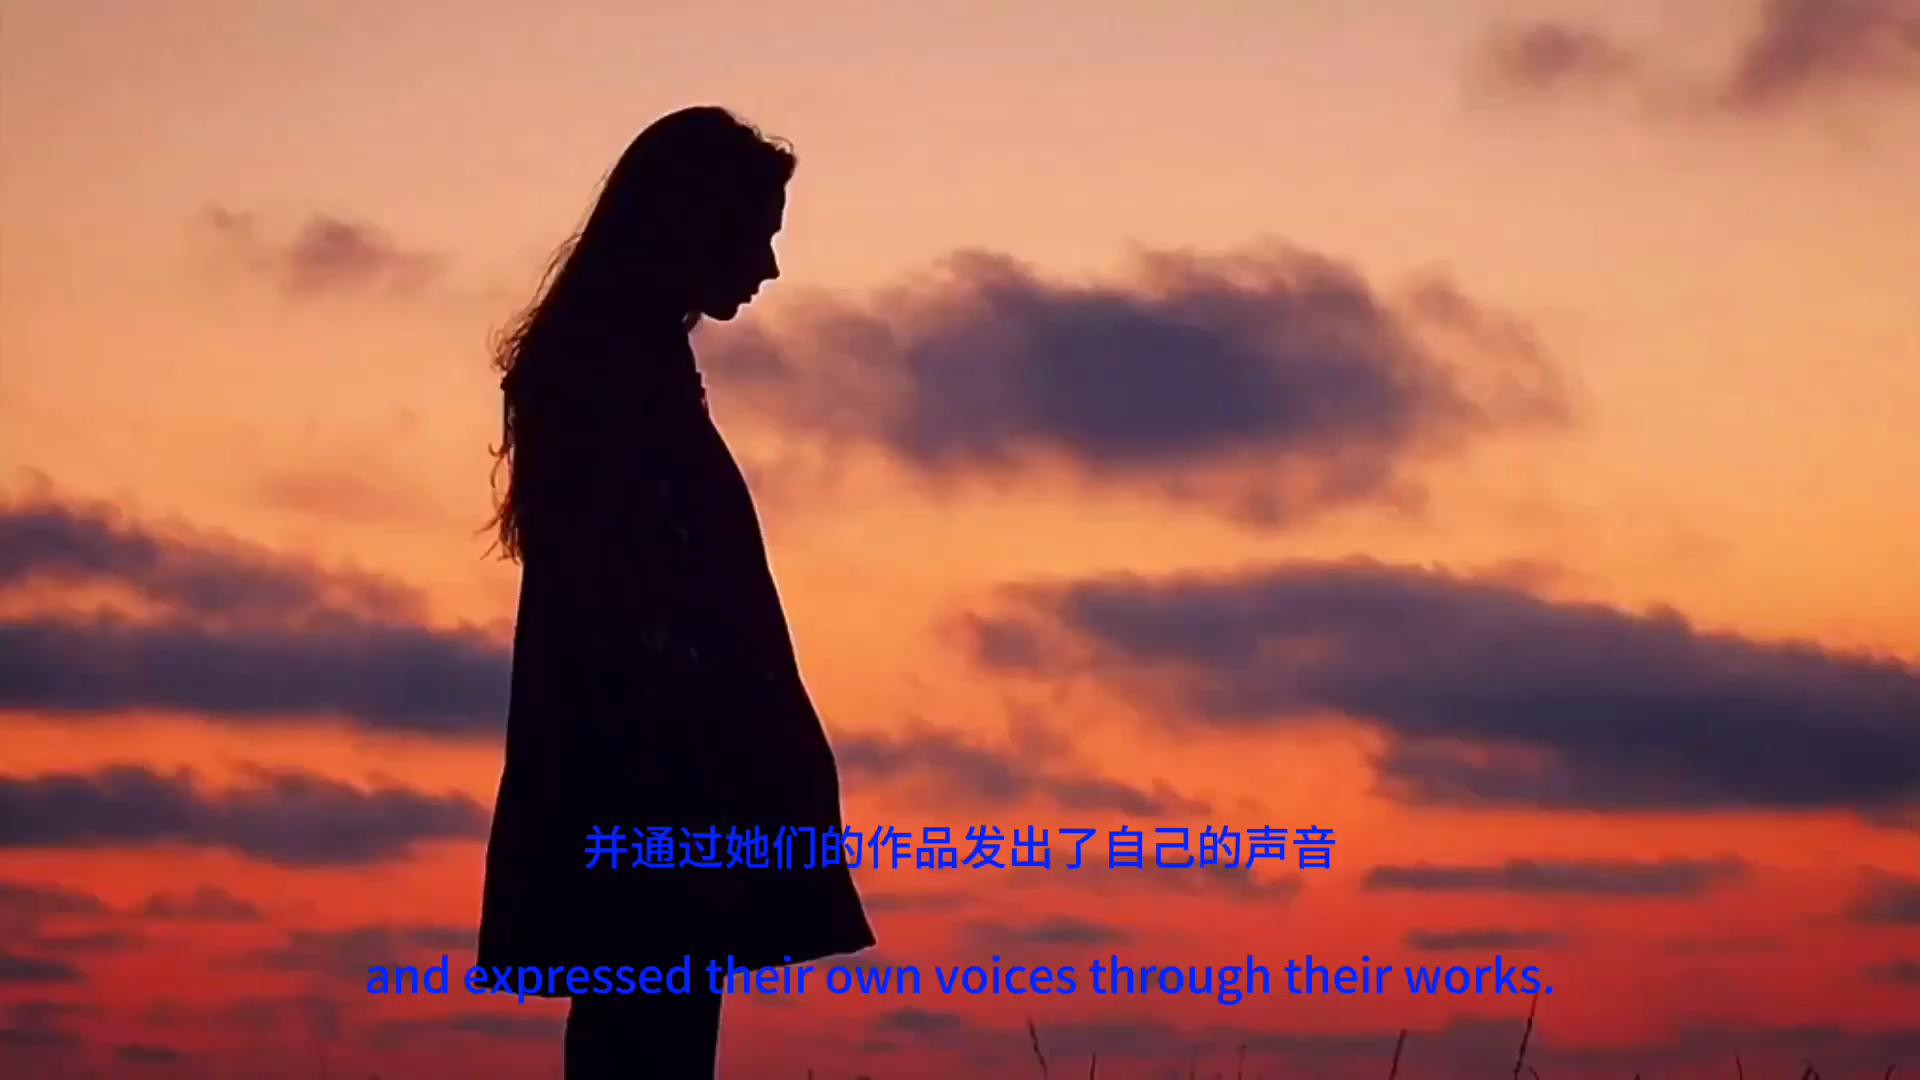 并通过她们的作品发出了自己的声音
and expressed their own voices through their works.